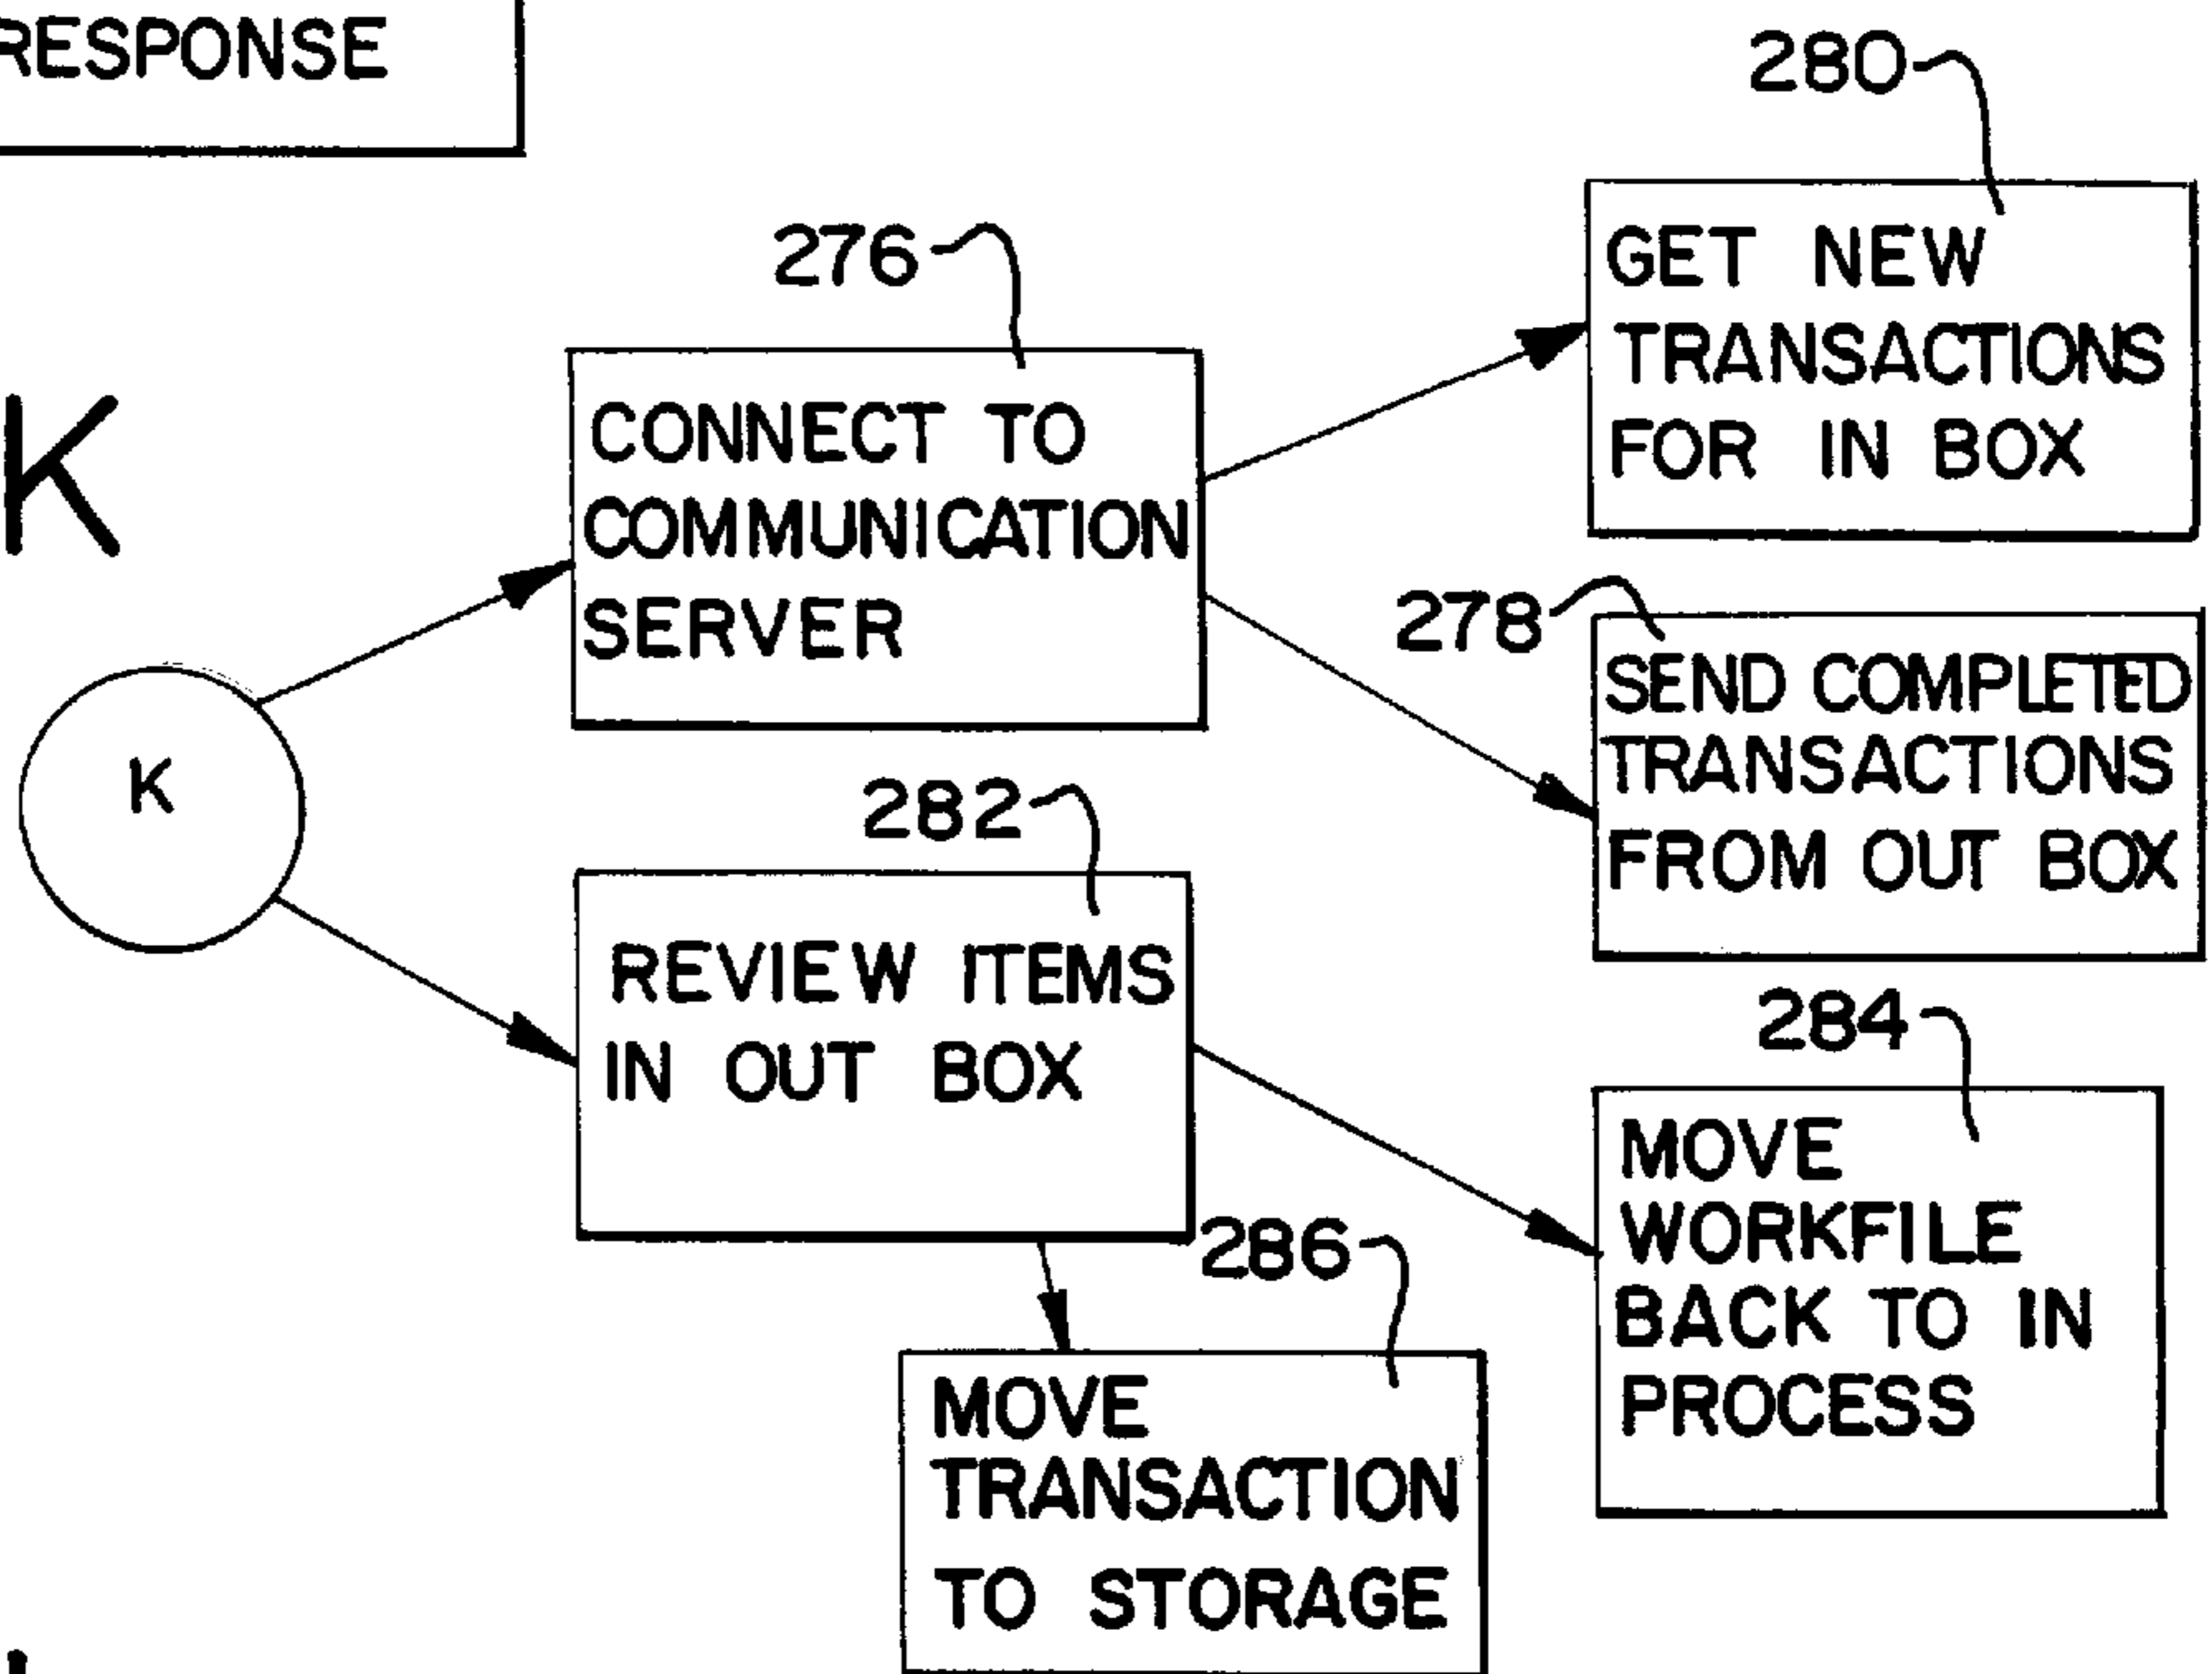 RESPONSE
280
GET NEW
TRANSACTIONS
FOR IN BOX
276
CONNECT TO
COMMUNICATION
SERVER
K
278
SEND COMPLETED
TRANSACTIONS
FROM OUT BOX
K
282
REVIEW ITEMS
IN OUT BOX
284
MOVE
WORKFILE
BACK TO IN
PROCESS
286
MOVE
TRANSACTION
TO STORAGE